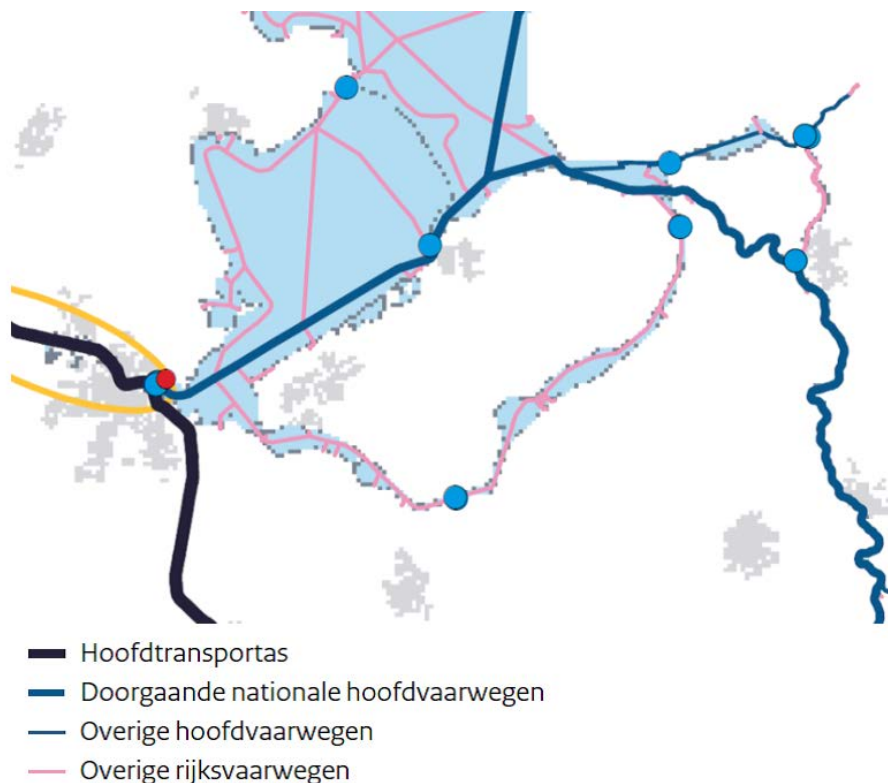 Hoofdtransportas
Doorgaande nationale hoofdvaarwegen
Overige hoofdvaarwegen
Overige rijksvaarwegen